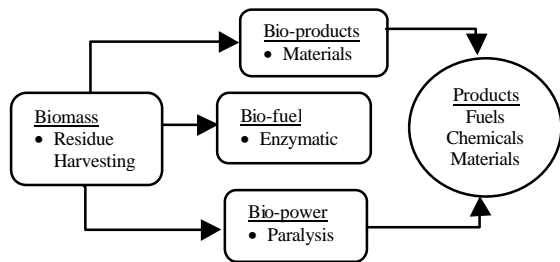 Bio-products
• Materials
Biomass
• Residue
Harvesting
Bio-fuel
• Enzymatic
Bio-power
• Paralysis
Products
Fuels
Chemicals
Materials